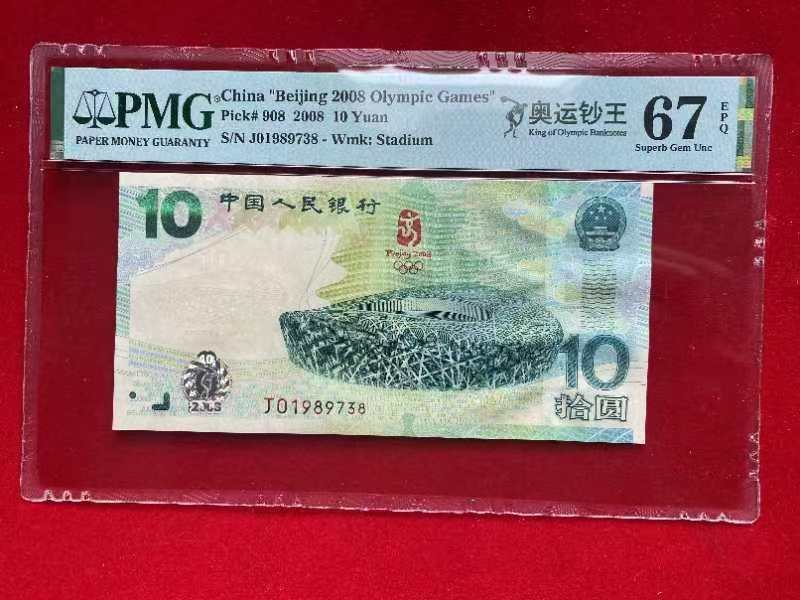 PMG
PAPER MONEY GUARANTY
China "Beijing 2008 Olympic Games"
Pick# 908 2008 10 Yuan
S/N J01989738 - Wmk: Stadium
奥运钞王
King of Olympic Banknotes
67
EPQ
Superb Gem Unc
10
中国人民银行
Beijing 2008
10
2008
J01989738
10
拾圆